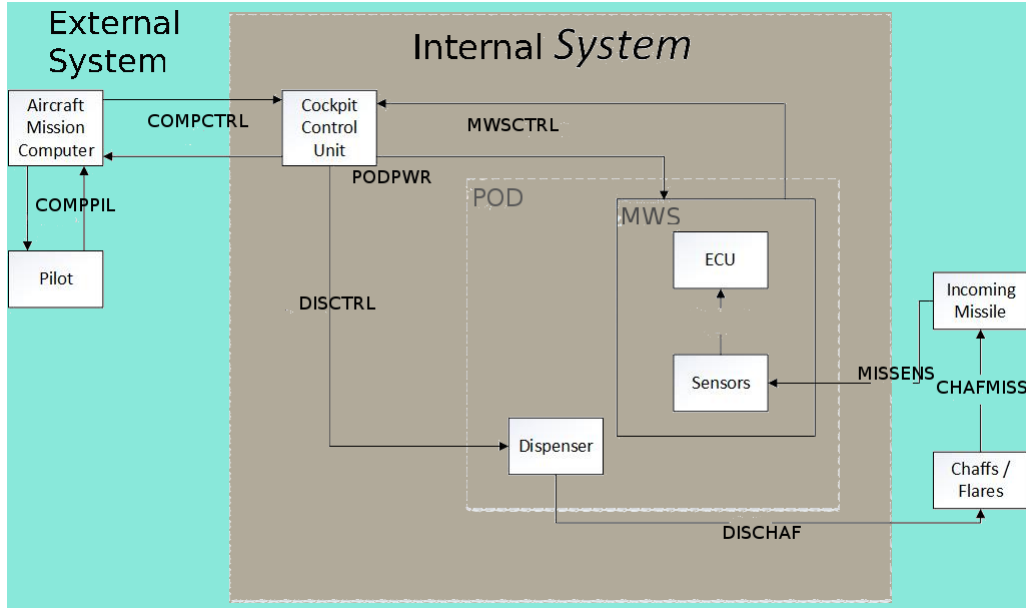 External
System
Internal System
Aircraft
Mission
Computer
COMPCTRL
Cockpit
Control
Unit
MWSCTRL
PODPWR
COMPPIL
POD
MWS
Pilot
ECU
DISCTRL
Incoming
Missile
Sensors
MISSENS
CHAFMISS
Dispenser
Chaffs /
Flares
DISCHAF